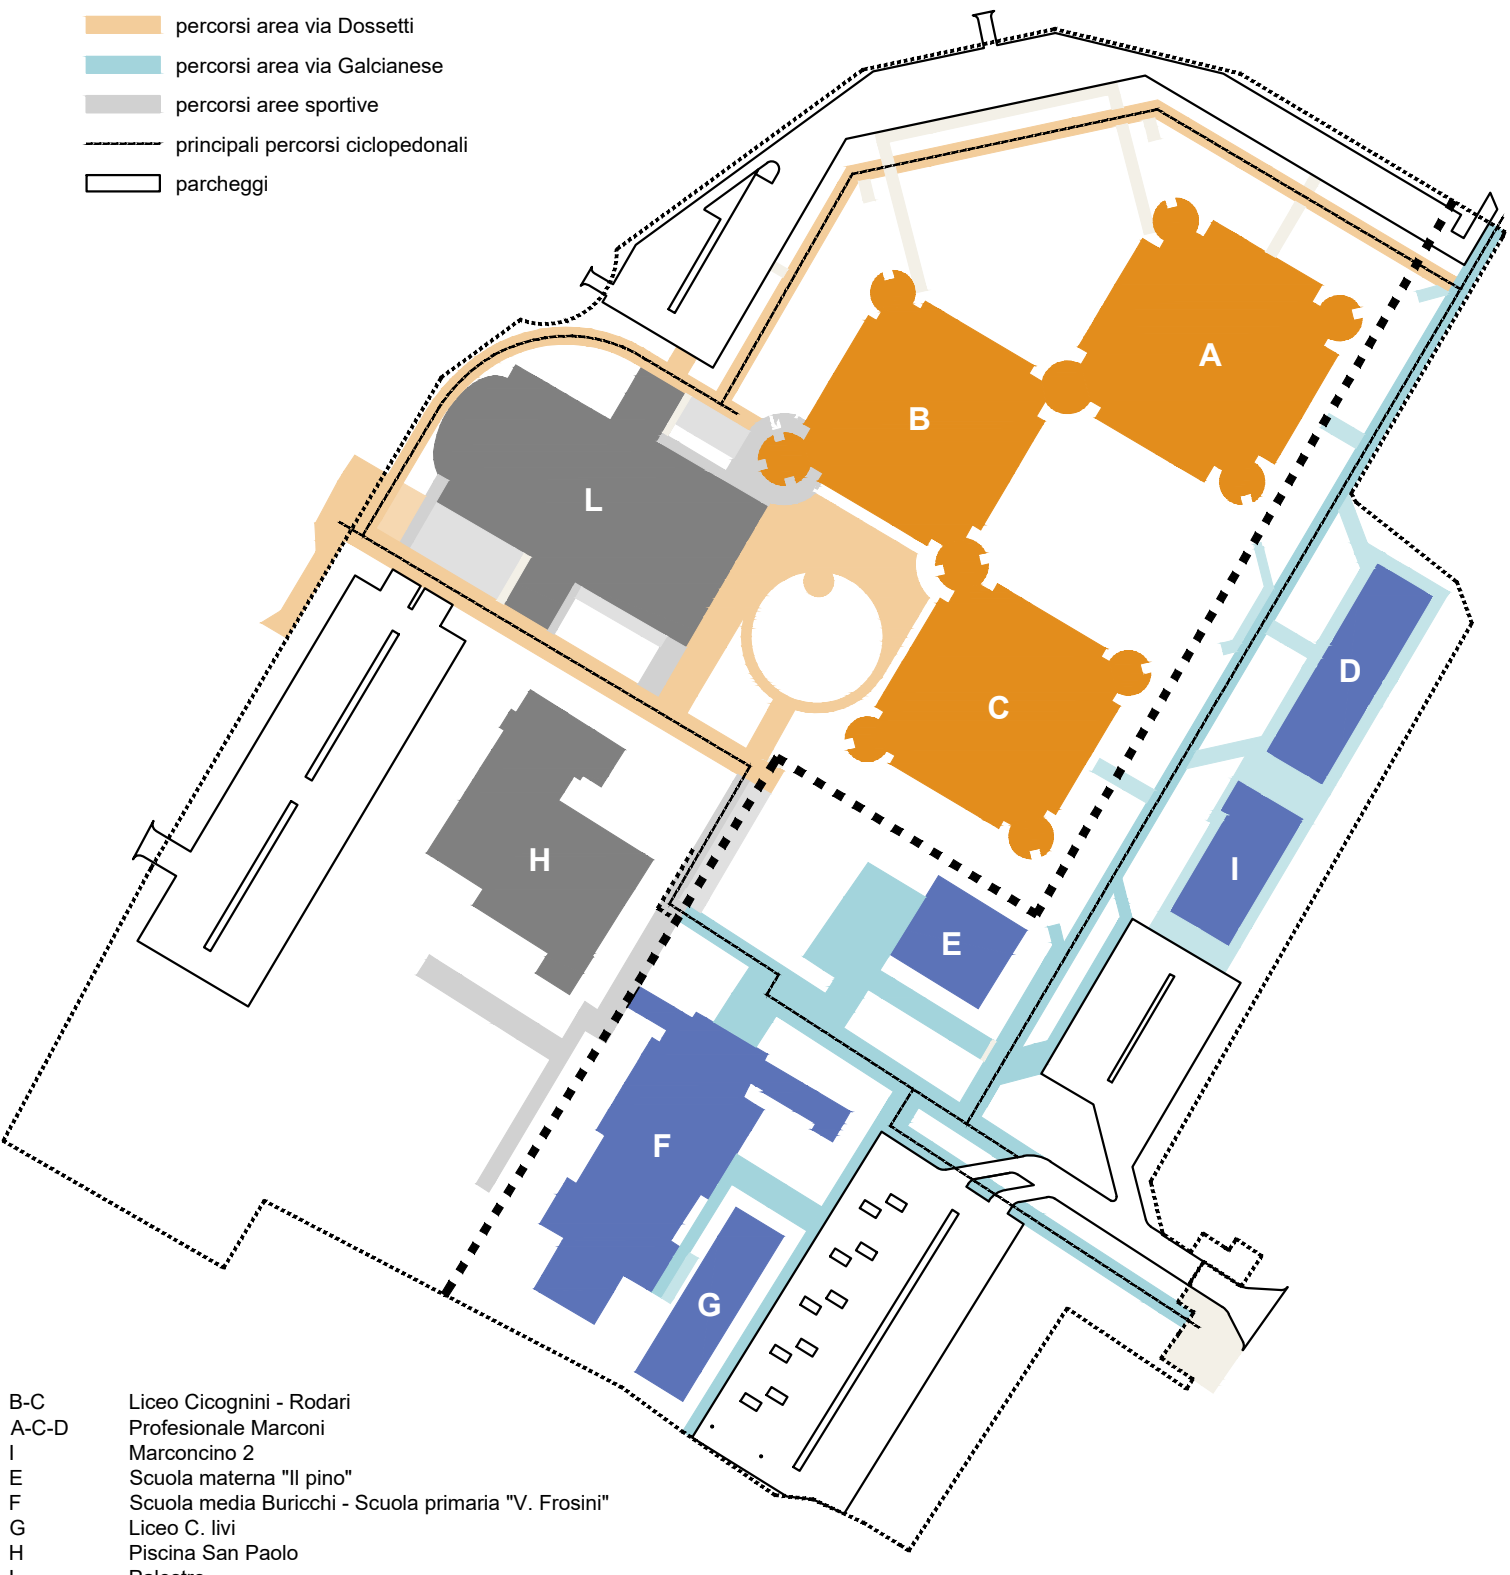 percorsi area via Dossetti
percorsi area via Galcianese
percorsi aree sportive
principali percorsi ciclopedonali
parcheggi
A
B
L
C
D
H
I
E
F
G
B-C Liceo Cicognini - Rodari
A-C-D Profesionale Marconi
I Marconcino 2
E Scuola materna "Il pino"
F Scuola media Buricchi - Scuola primaria "V. Frosini"
G Liceo C. livi
H Piscina San Paolo